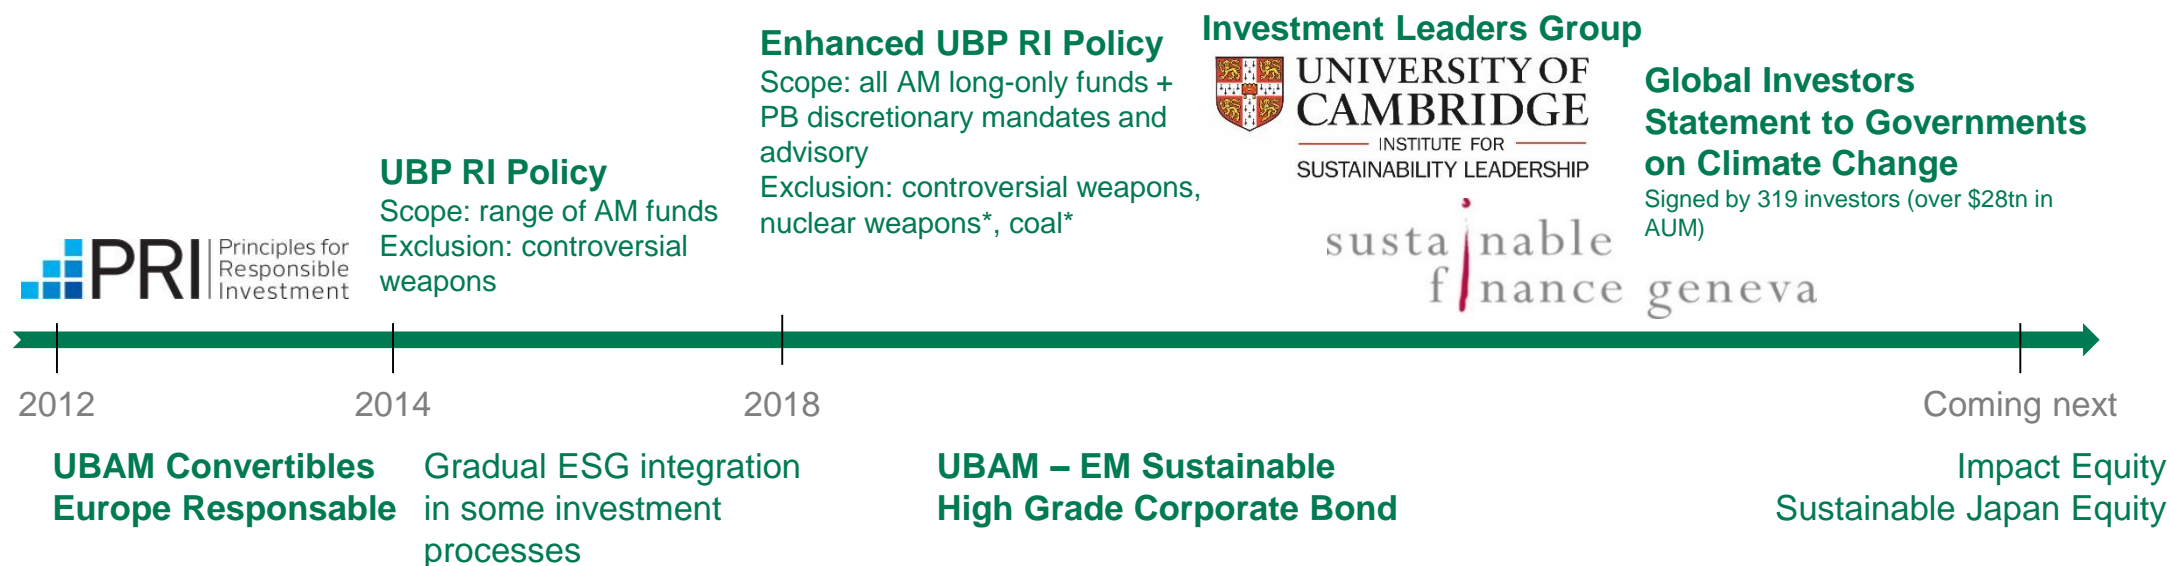 PRI
Principles for
Responsible
Investment
UBP RI Policy
Scope: range of AM funds
Exclusion: controversial
weapons
Enhanced UBP RI Policy
Scope: all AM long-only funds +
PB discretionary mandates and
advisory
Exclusion: controversial weapons,
nuclear weapons*, coal*
Investment Leaders Group
UNIVERSITY OF
CAMBRIDGE
INSTITUTE FOR
SUSTAINABILITY LEADERSHIP
sustainable
finance geneva
Global Investors
Statement to Governments
on Climate Change
Signed by 319 investors (over $28tn in
AUM)
2012
2014
2018
Coming next
UBAM Convertibles
Europe Responsable
Gradual ESG integration
in some investment
processes
UBAM – EM Sustainable
High Grade Corporate Bond
Impact Equity
Sustainable Japan Equity